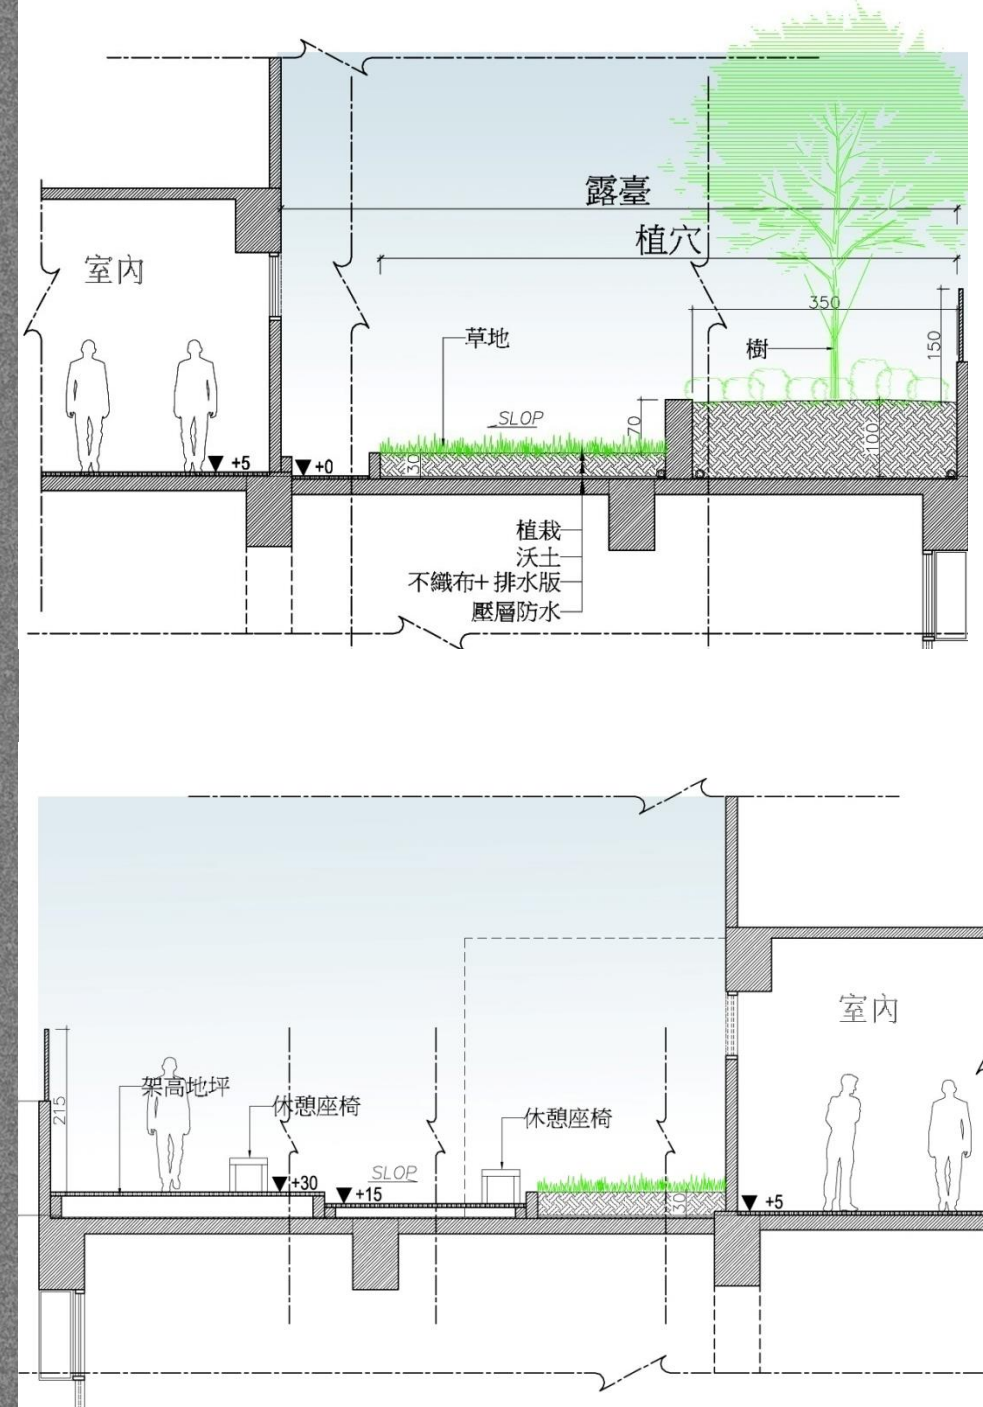 露臺
植穴
室內
350
草地
樹
150
SLOP
70
+5
+0
30
100
植栽
沃土
不織布+ 排水版
壓層防水
室內
215
架高地坪
休憩座椅
休憩座椅
SLOP
+30
+15
30
+5